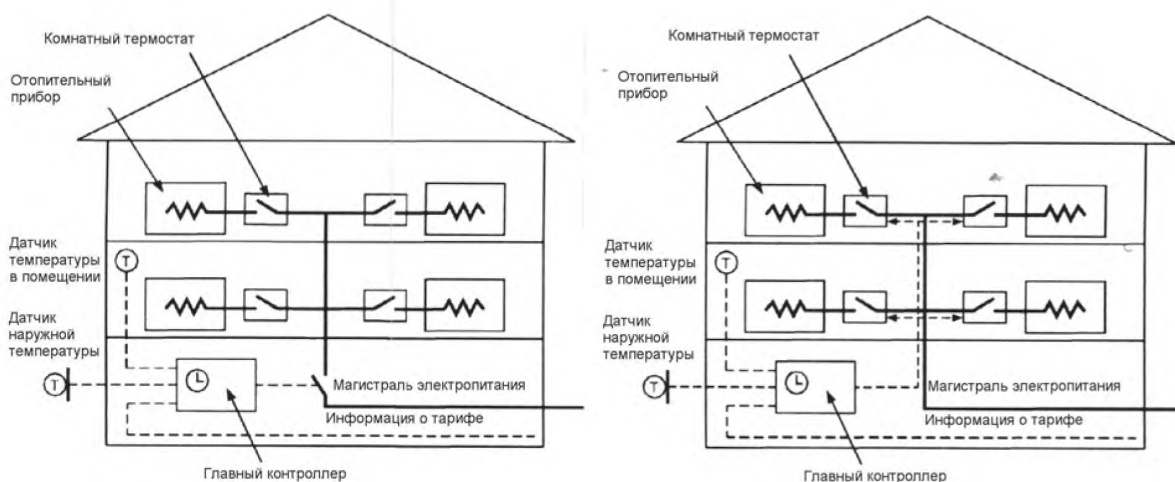 Комнатный термостат
Отопительный
прибор
Датчик
температуры
в помещении
Т
Датчик
наружной
температуры
Т
Магистраль электропитания
Информация о тарифе
Главный контроллер
Комнатный термостат
Отопительный
прибор
Датчик
температуры
в помещении
Т
Датчик
наружной
температуры
Т
Магистраль электропитания
Информация о тарифе
Главный контроллер